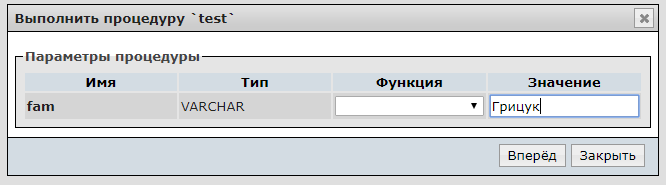 Выполнить процедуру `test`
Параметры процедуры
Имя Тип Функция Значение
fam VARCHAR Грицук
Вперёд Закрыть